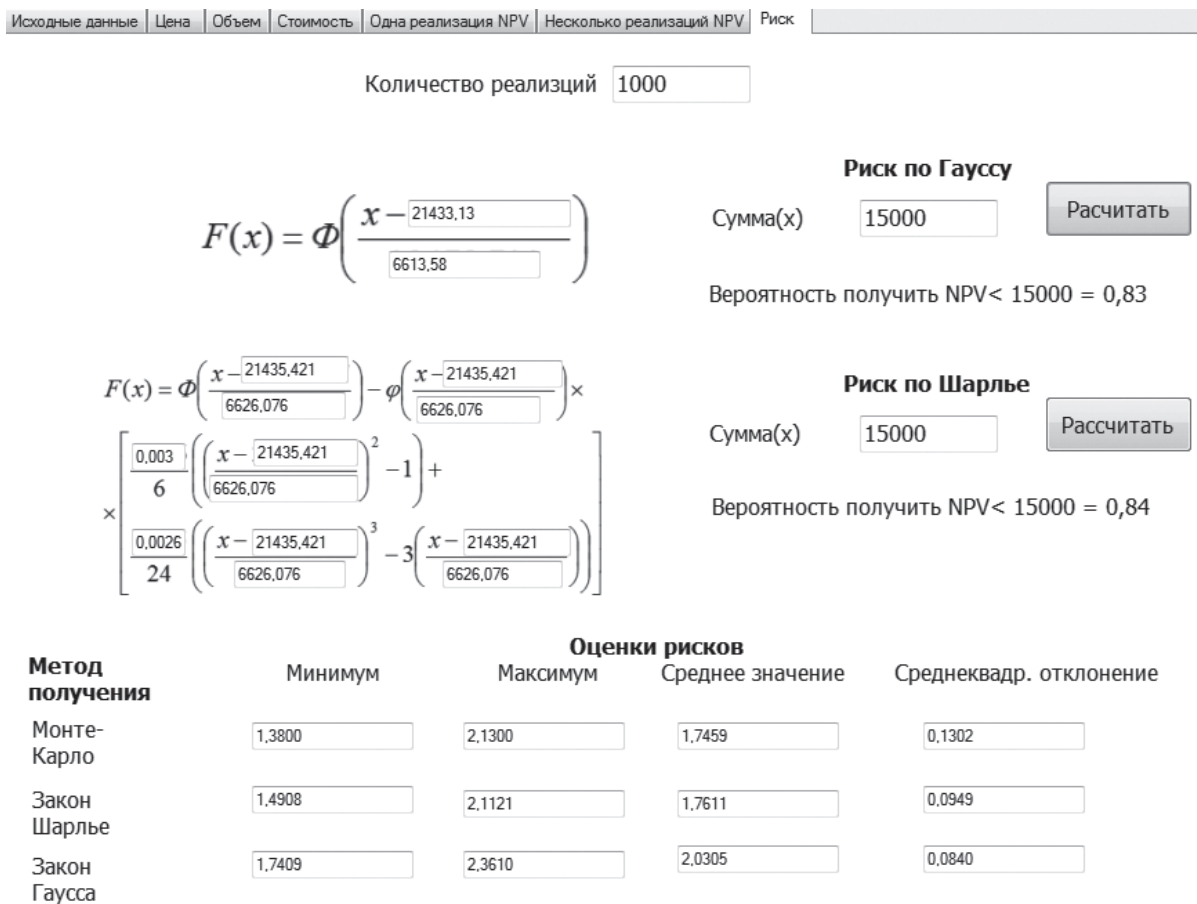 Исходные данные Цена Объем Стоимость Одна реализация NPV Несколько реализаций NPV Риск
Количество реализций 1000
Риск по Гауссу
F(x) = Φ( (x − 21433,13) / 6613,58 )
Сумма(x) 15000 Расчитать
Вероятность получить NPV< 15000 = 0,83
F(x) = Φ( (x − 21435,421) / 6626,076 ) − φ( (x − 21435,421) / 6626,076 ) ×
× [ 0,003 / 6 ( ( (x − 21435,421) / 6626,076 )² − 1 ) +
0,0026 / 24 ( ( (x − 21435,421) / 6626,076 )³ − 3( (x − 21435,421) / 6626,076 ) ) ]
Риск по Шарлье
Сумма(x) 15000 Рассчитать
Вероятность получить NPV< 15000 = 0,84
Оценки рисков
Метод
получения
Минимум Максимум Среднее значение Среднеквадр. отклонение
Монте-
Карло
1,3800 2,1300 1,7459 0,1302
Закон
Шарлье
1,4908 2,1121 1,7611 0,0949
Закон
Гаусса
1,7409 2,3610 2,0305 0,0840